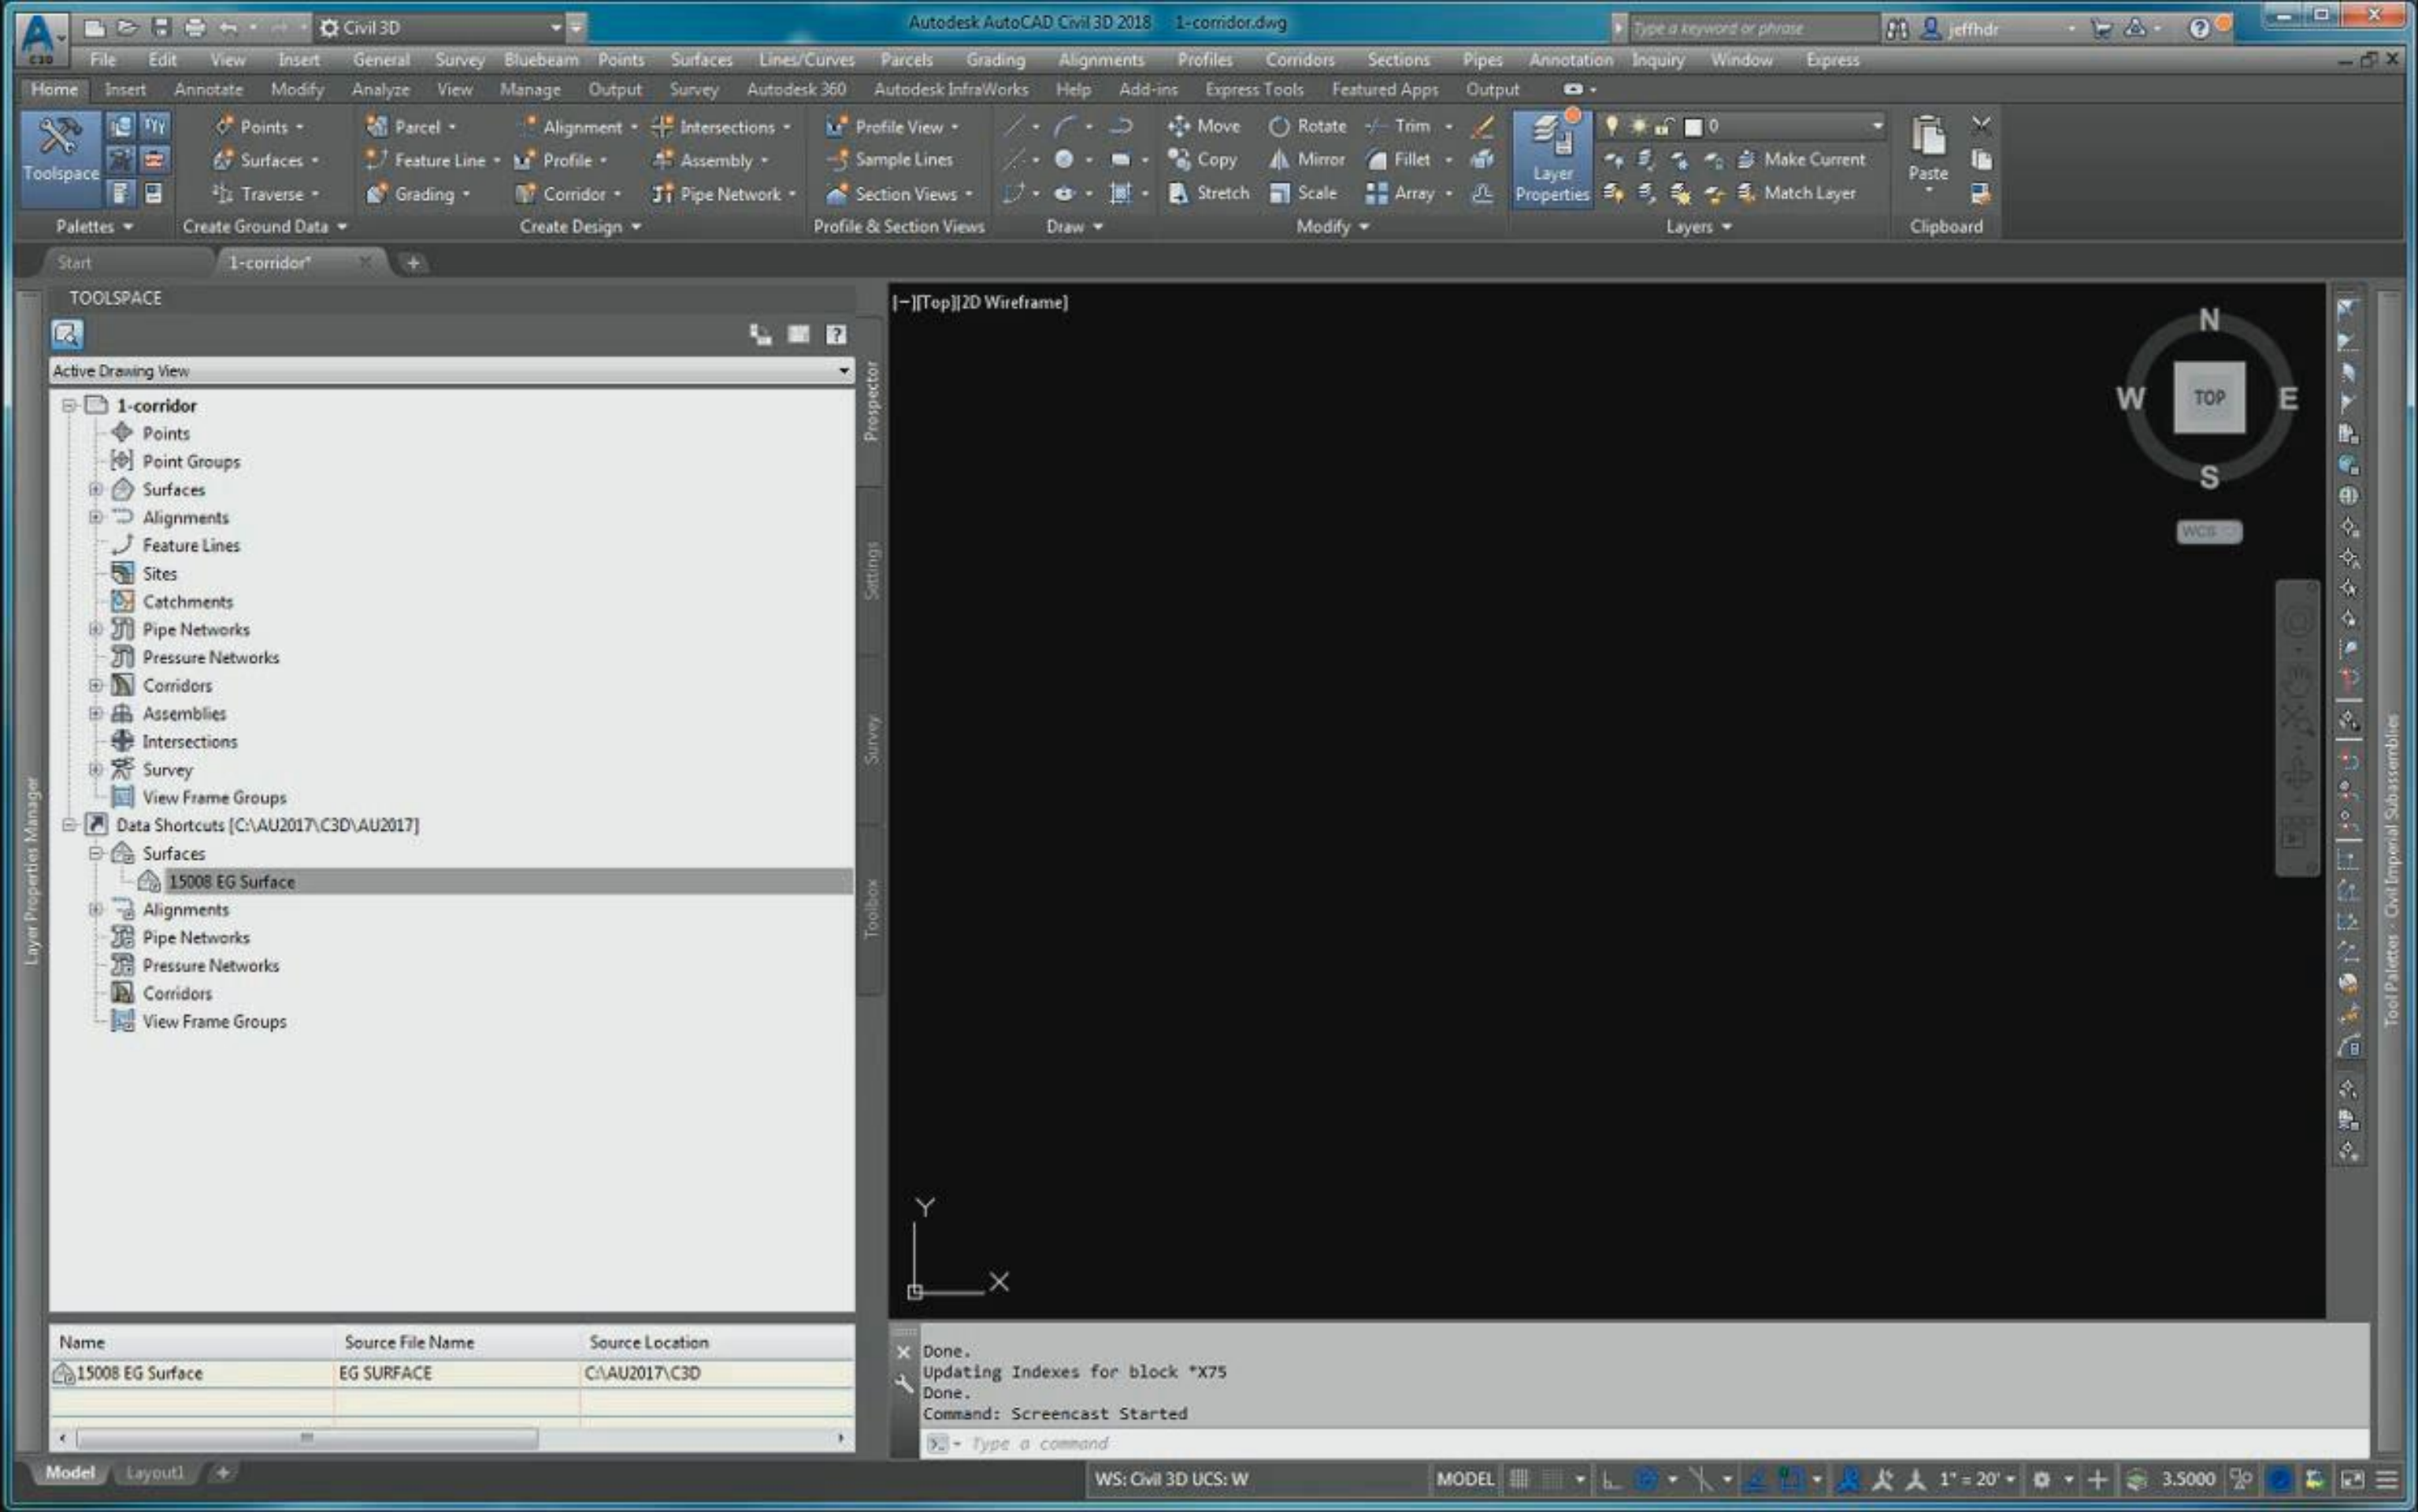 Civil 3D
Autodesk AutoCAD Civil 3D 2018 1-corridor.dwg
Type a keyword or phrase
jeffhdr
C3D
File Edit View Insert General Survey Bluebeam Points Surfaces Lines/Curves Parcels Grading Alignments Profiles Corridors Sections Pipes Annotation Inquiry Window Express
Home Insert Annotate Modify Analyze View Manage Output Survey Autodesk 360 Autodesk InfraWorks Help Add-ins Express Tools Featured Apps Output
Points Parcel Alignment Intersections Profile View Move Rotate Trim 0
Surfaces Feature Line Profile Assembly Sample Lines Copy Mirror Fillet Make Current
Toolspace Layer Paste
Traverse Grading Corridor Pipe Network Section Views Stretch Scale Array Properties Match Layer
Palettes Create Ground Data Create Design Profile & Section Views Draw Modify Layers Clipboard
Start 1-corridor*
TOOLSPACE
Active Drawing View
1-corridor
Points
Point Groups
Surfaces
Alignments
Feature Lines
Sites
Catchments
Pipe Networks
Pressure Networks
Corridors
Assemblies
Intersections
Survey
View Frame Groups
Data Shortcuts [C:\AU2017\C3D\AU2017]
Surfaces
15008 EG Surface
Alignments
Pipe Networks
Pressure Networks
Corridors
View Frame Groups
Prospector
Settings
Survey
Toolbox
Layer Properties Manager
Name Source File Name Source Location
15008 EG Surface EG SURFACE C:\AU2017\C3D
[−][Top][2D Wireframe]
N
W TOP E
S
WCS
Y
X
Tool Palettes - Civil Imperial Subassemblies
Done.
Updating Indexes for block *X75
Done.
Command: Screencast Started
Type a command
Model Layout1
WS: Civil 3D UCS: W
MODEL
1" = 20'
3.5000